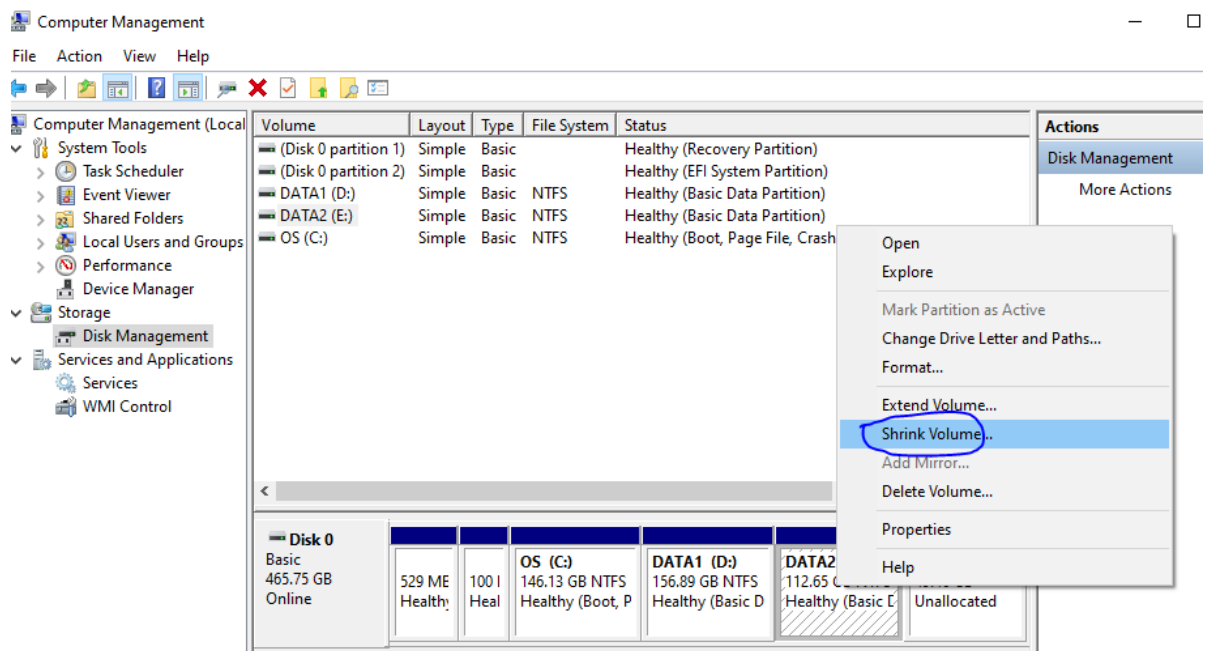 Computer Management
File Action View Help
Computer Management (Local
System Tools
Task Scheduler
Event Viewer
Shared Folders
Local Users and Groups
Performance
Device Manager
Storage
Disk Management
Services and Applications
Services
WMI Control
Volume Layout Type File System Status
(Disk 0 partition 1) Simple Basic Healthy (Recovery Partition)
(Disk 0 partition 2) Simple Basic Healthy (EFI System Partition)
DATA1 (D:) Simple Basic NTFS Healthy (Basic Data Partition)
DATA2 (E:) Simple Basic NTFS Healthy (Basic Data Partition)
OS (C:) Simple Basic NTFS Healthy (Boot, Page File, Crash
Actions
Disk Management
More Actions
Open
Explore
Mark Partition as Active
Change Drive Letter and Paths...
Format...
Extend Volume...
Shrink Volume...
Add Mirror...
Delete Volume...
Properties
Help
Disk 0
Basic
465.75 GB
Online
529 ME
Healthy
100
Heal
OS (C:)
146.13 GB NTFS
Healthy (Boot, P
DATA1 (D:)
156.89 GB NTFS
Healthy (Basic D
DATA2
112.65
Healthy (Basic D
Unallocated